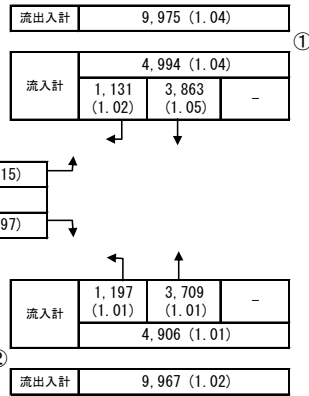 流出入計 9,975 (1.04)
①
流入計 4,994 (1.04)
1,131 3,863 －
(1.02) (1.05)
15)
97)
流入計 1,197 3,709 －
(1.01) (1.01)
4,906 (1.01)
流出入計 9,967 (1.02)